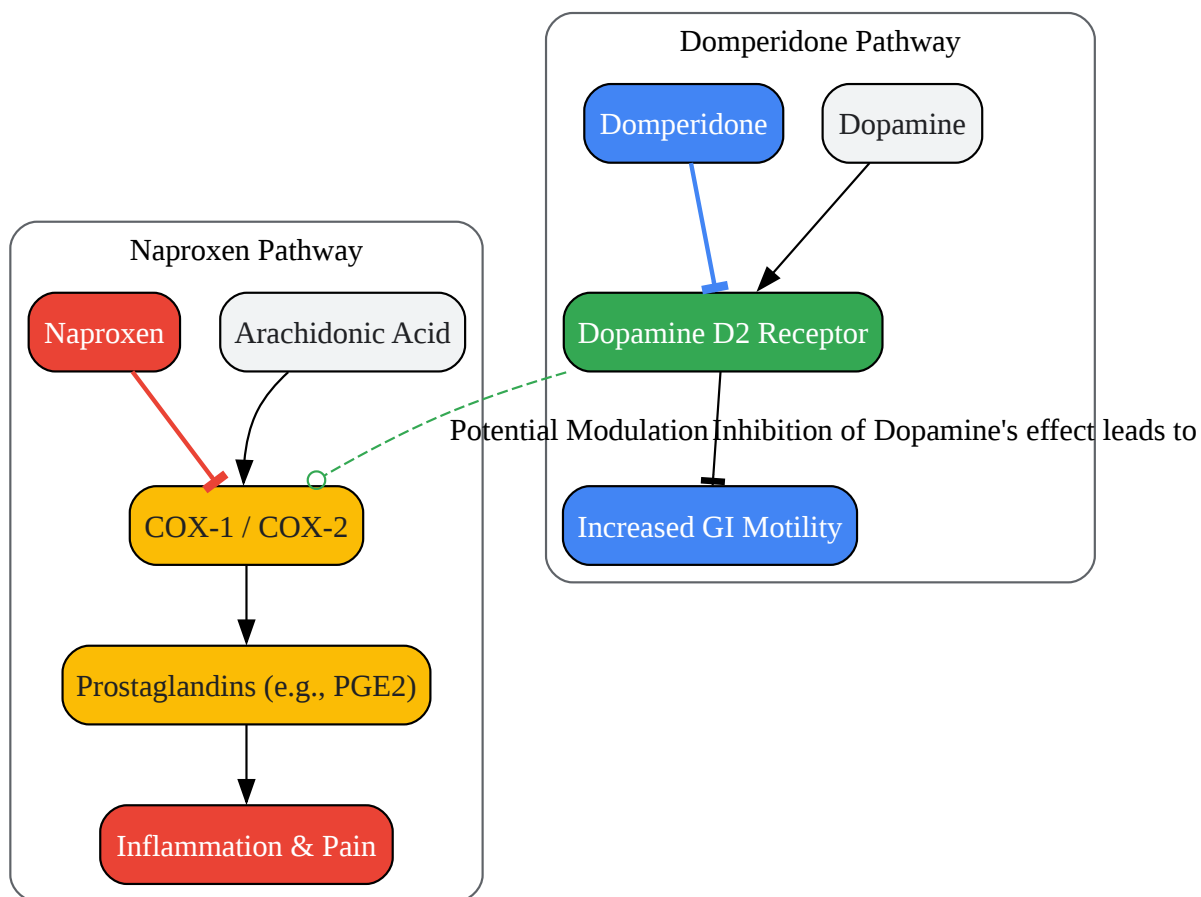 Domperidone Pathway
Domperidone
Dopamine
Naproxen Pathway
Naproxen
Arachidonic Acid
Dopamine D2 Receptor
Potential Modulation
Inhibition of Dopamine's effect leads to
COX-1 / COX-2
Increased GI Motility
Prostaglandins (e.g., PGE2)
Inflammation & Pain